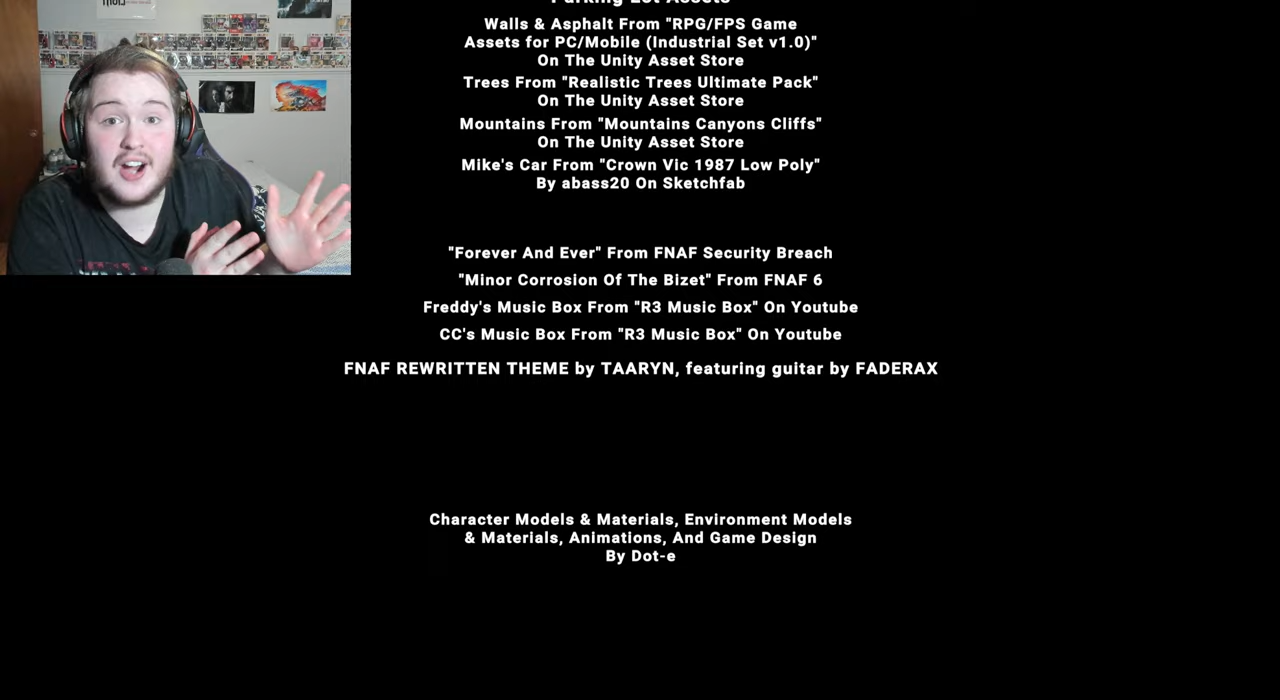 Parking Lot Assets
Walls & Asphalt From "RPG/FPS Game
Assets for PC/Mobile (Industrial Set v1.0)"
On The Unity Asset Store
Trees From "Realistic Trees Ultimate Pack"
On The Unity Asset Store
Mountains From "Mountains Canyons Cliffs"
On The Unity Asset Store
Mike's Car From "Crown Vic 1987 Low Poly"
By abass20 On Sketchfab
"Forever And Ever" From FNAF Security Breach
"Minor Corrosion Of The Bizet" From FNAF 6
Freddy's Music Box From "R3 Music Box" On Youtube
CC's Music Box From "R3 Music Box" On Youtube
FNAF REWRITTEN THEME by TAARYN, featuring guitar by FADERAX
Character Models & Materials, Environment Models
& Materials, Animations, And Game Design
By Dot-e